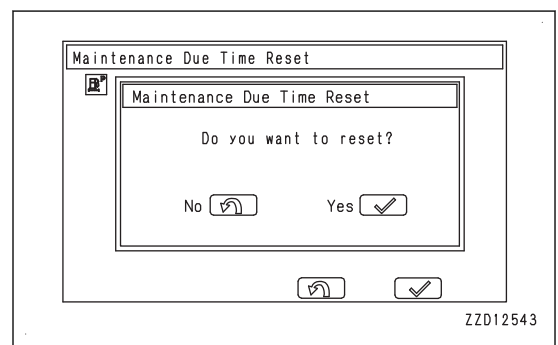 Maintenance Due Time Reset
Maintenance Due Time Reset
Do you want to reset?
No Yes
ZZD12543